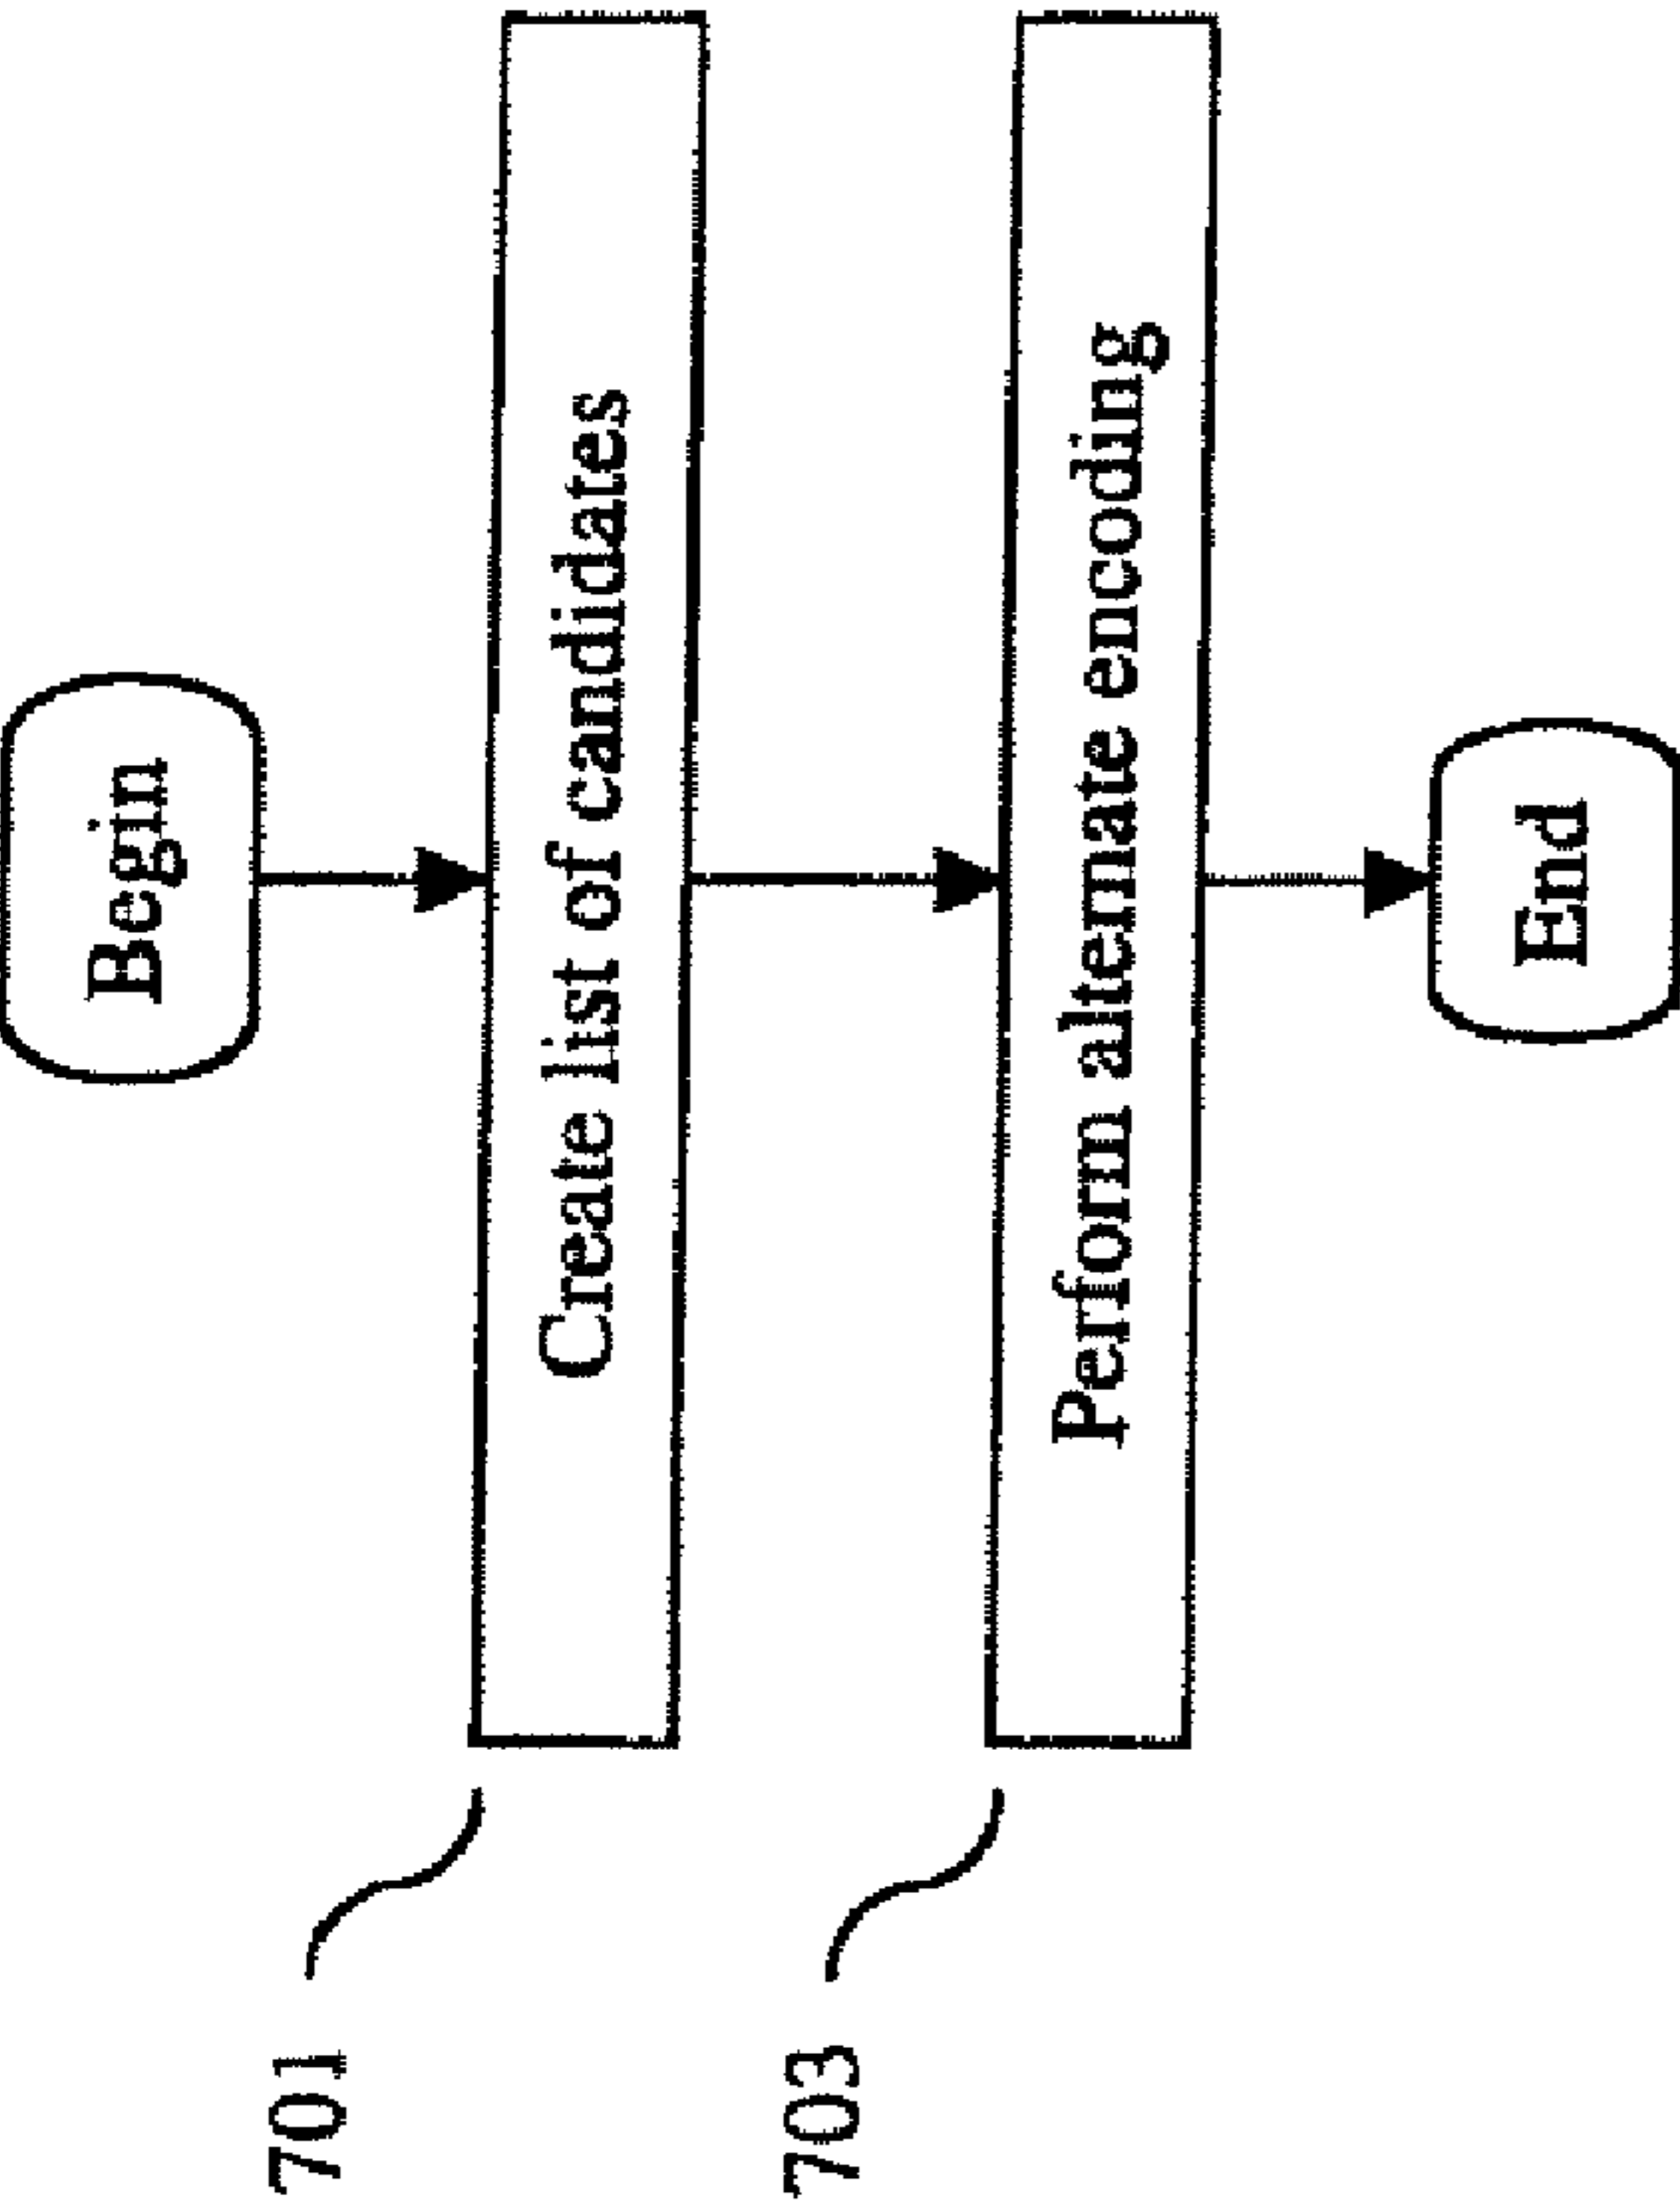 Begin
701
Create list of candidates
703
Perform alternate encoding
End